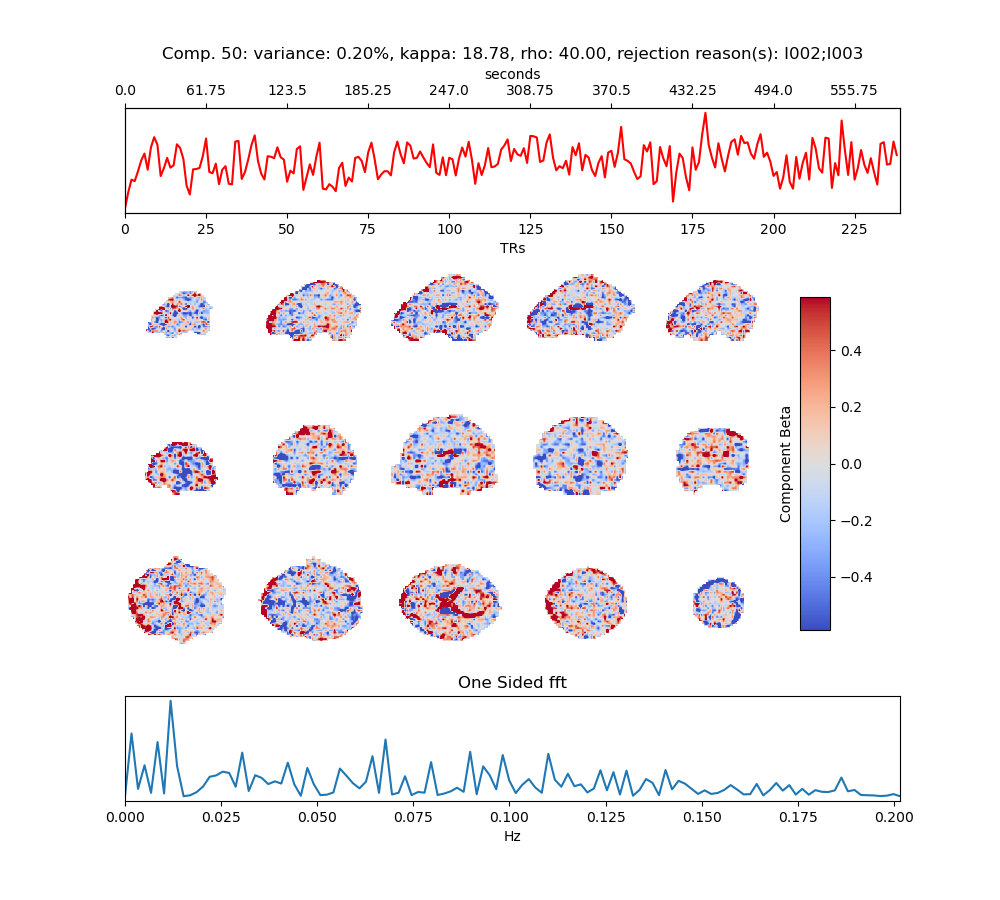 Comp. 50: variance: 0.20%, kappa: 18.78, rho: 40.00, rejection reason(s): I002;I003
seconds
0.0 61.75 123.5 185.25 247.0 308.75 370.5 432.25 494.0 555.75
0 25 50 75 100 125 150 175 200 225
TRs
0.4
0.2
0.0
−0.2
−0.4
Component Beta
One Sided fft
0.000 0.025 0.050 0.075 0.100 0.125 0.150 0.175 0.200
Hz